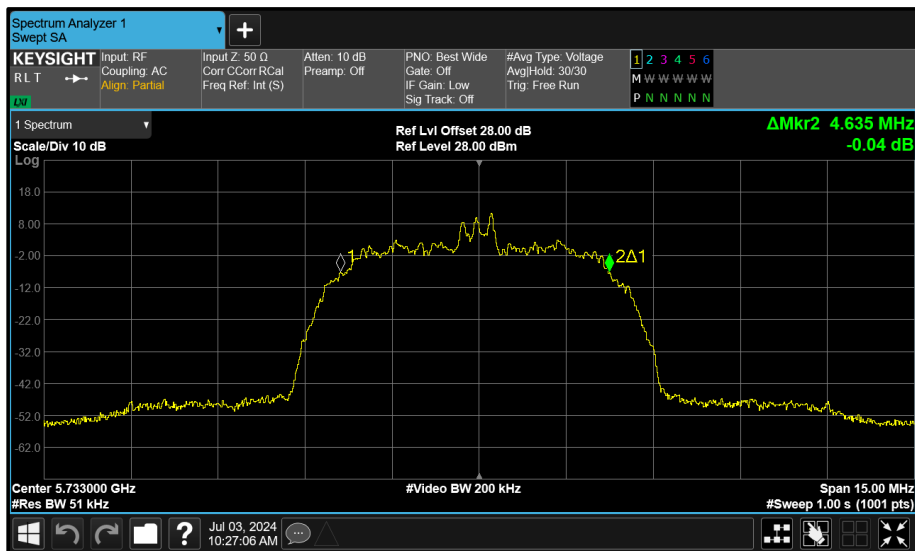 Spectrum Analyzer 1
Swept SA
+
KEYSIGHT
R L T
LXI
Input: RF
Coupling: AC
Align: Partial
Input Z: 50 Ω
Corr CCorr RCal
Freq Ref: Int (S)
Atten: 10 dB
Preamp: Off
PNO: Best Wide
Gate: Off
IF Gain: Low
Sig Track: Off
#Avg Type: Voltage
Avg|Hold: 30/30
Trig: Free Run
1 2 3 4 5 6
M W W W W W
P N N N N N
1 Spectrum
Scale/Div 10 dB
Ref Lvl Offset 28.00 dB
Ref Level 28.00 dBm
ΔMkr2 4.635 MHz
-0.04 dB
Log
18.0
8.00
-2.00
-12.0
-22.0
-32.0
-42.0
-52.0
-62.0
1
2Δ1
Center 5.733000 GHz
#Video BW 200 kHz
Span 15.00 MHz
#Res BW 51 kHz
#Sweep 1.00 s (1001 pts)
?
Jul 03, 2024
10:27:06 AM